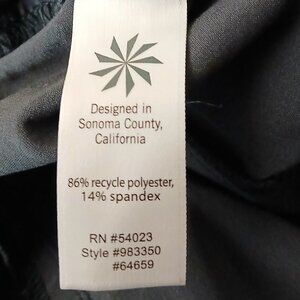 Designed in
Sonoma County,
California
86% recycle polyester,
14% spandex
RN #54023
Style #983350
#64659